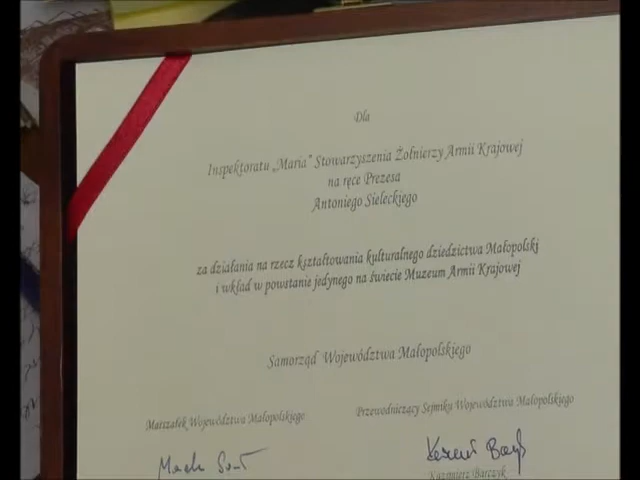 Dla
Inspektoratu „Maria” Stowarzyszenia Żołnierzy Armii Krajowej
na ręce Prezesa
Antoniego Sieleckiego
za działania na rzecz kształtowania kulturalnego dziedzictwa Małopolski
i wkład w powstanie jedynego na świecie Muzeum Armii Krajowej
Samorząd Województwa Małopolskiego
Marszałek Województwa Małopolskiego
Przewodniczący Sejmiku Województwa Małopolskiego
Kazimierz Barczyk